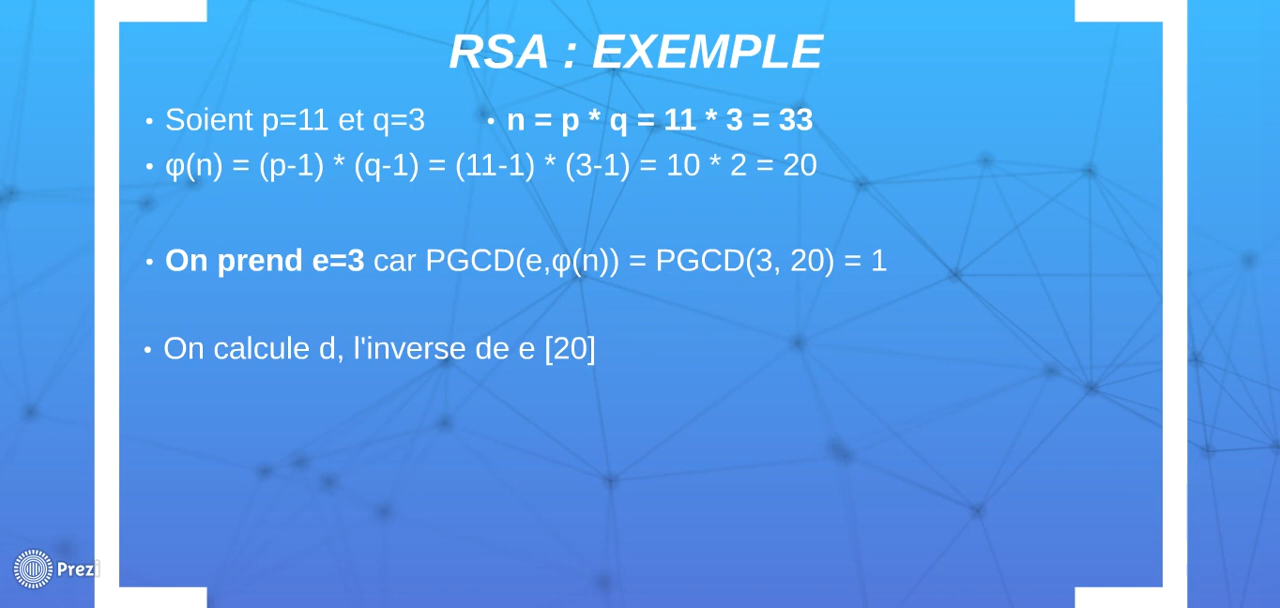 RSA : EXEMPLE
• Soient p=11 et q=3 • n = p * q = 11 * 3 = 33
• φ(n) = (p-1) * (q-1) = (11-1) * (3-1) = 10 * 2 = 20
• On prend e=3 car PGCD(e,φ(n)) = PGCD(3, 20) = 1
• On calcule d, l'inverse de e [20]
Prezi